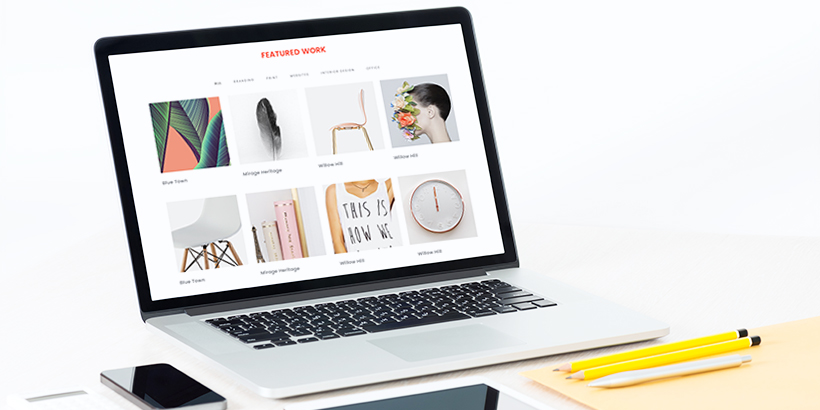 FEATURED WORK
BRANDING PRINT WEBSITES INTERIOR DESIGN OFFICE
Blue Town
Mirage Heritage
Willow Hill
Willow Hill
THIS IS
HOW WE
Blue Town
Mirage Heritage
Willow Hill
Willow Hill